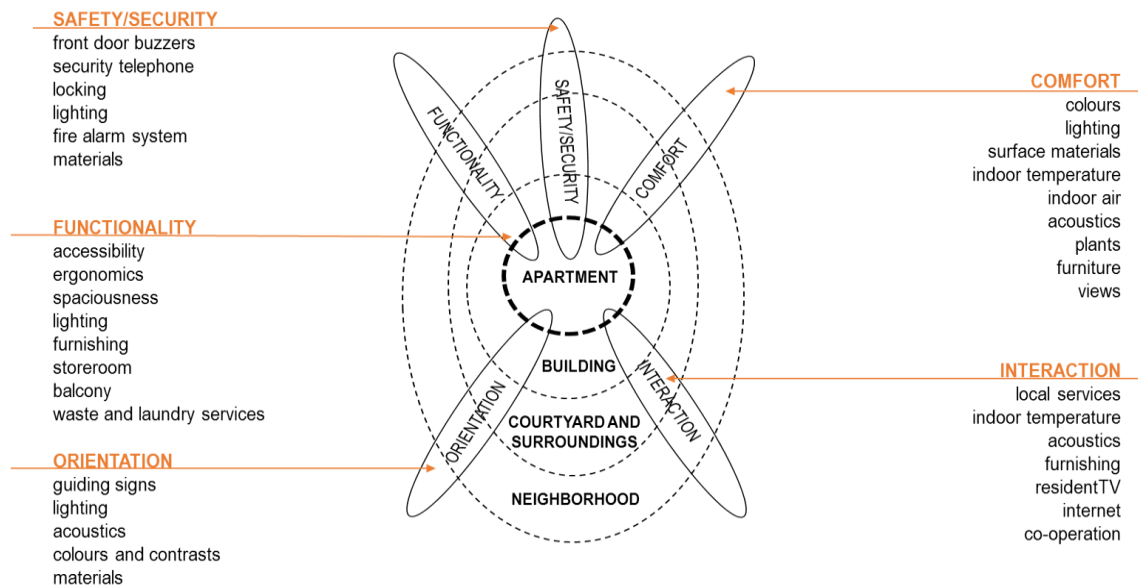 SAFETY/SECURITY
front door buzzers
security telephone
locking
lighting
fire alarm system
materials
FUNCTIONALITY
accessibility
ergonomics
spaciousness
lighting
furnishing
storeroom
balcony
waste and laundry services
ORIENTATION
guiding signs
lighting
acoustics
colours and contrasts
materials
FUNCTIONALITY
SAFETY/SECURITY
COMFORT
APARTMENT
BUILDING
ORIENTATION
INTERACTION
COURTYARD AND
SURROUNDINGS
NEIGHBORHOOD
COMFORT
colours
lighting
surface materials
indoor temperature
indoor air
acoustics
plants
furniture
views
INTERACTION
local services
indoor temperature
acoustics
furnishing
residentTV
internet
co-operation